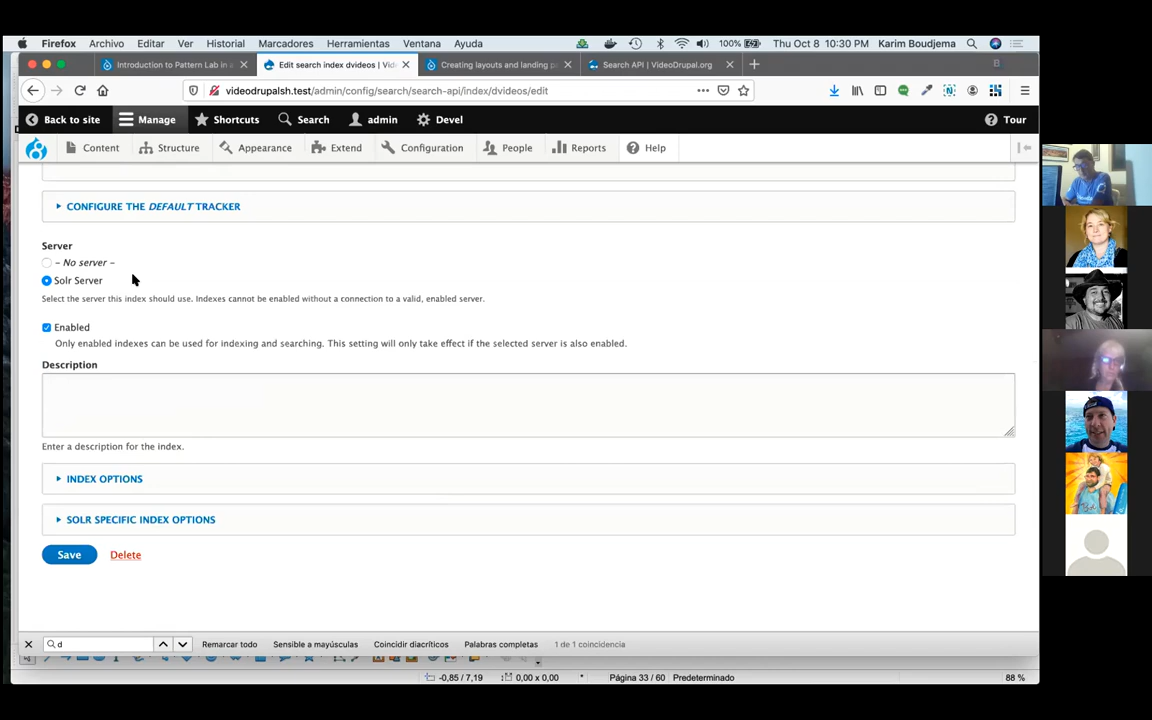 Firefox Archivo Editar Ver Historial Marcadores Herramientas Ventana Ayuda 100% Thu Oct 8 10:30 PM Karim Boudjema
Introduction to Pattern Lab in a Edit search index dvideos | Vi Creating layouts and landing p Search API | VideoDrupal.org
videodrupalsh.test/admin/config/search/search-api/index/dvideos/edit
Back to site Manage Shortcuts Search admin Devel Tour
Content Structure Appearance Extend Configuration People Reports Help
CONFIGURE THE DEFAULT TRACKER
Server
- No server -
Solr Server
Select the server this index should use. Indexes cannot be enabled without a connection to a valid, enabled server.
Enabled
Only enabled indexes can be used for indexing and searching. This setting will only take effect if the selected server is also enabled.
Description
Enter a description for the index.
INDEX OPTIONS
SOLR SPECIFIC INDEX OPTIONS
Save Delete
d Remarcar todo Sensible a mayúsculas Coincidir diacríticos Palabras completas 1 de 1 coincidencia
-0,85 / 7,19 0,00 x 0,00 * Página 33 / 60 Predeterminado 88 %